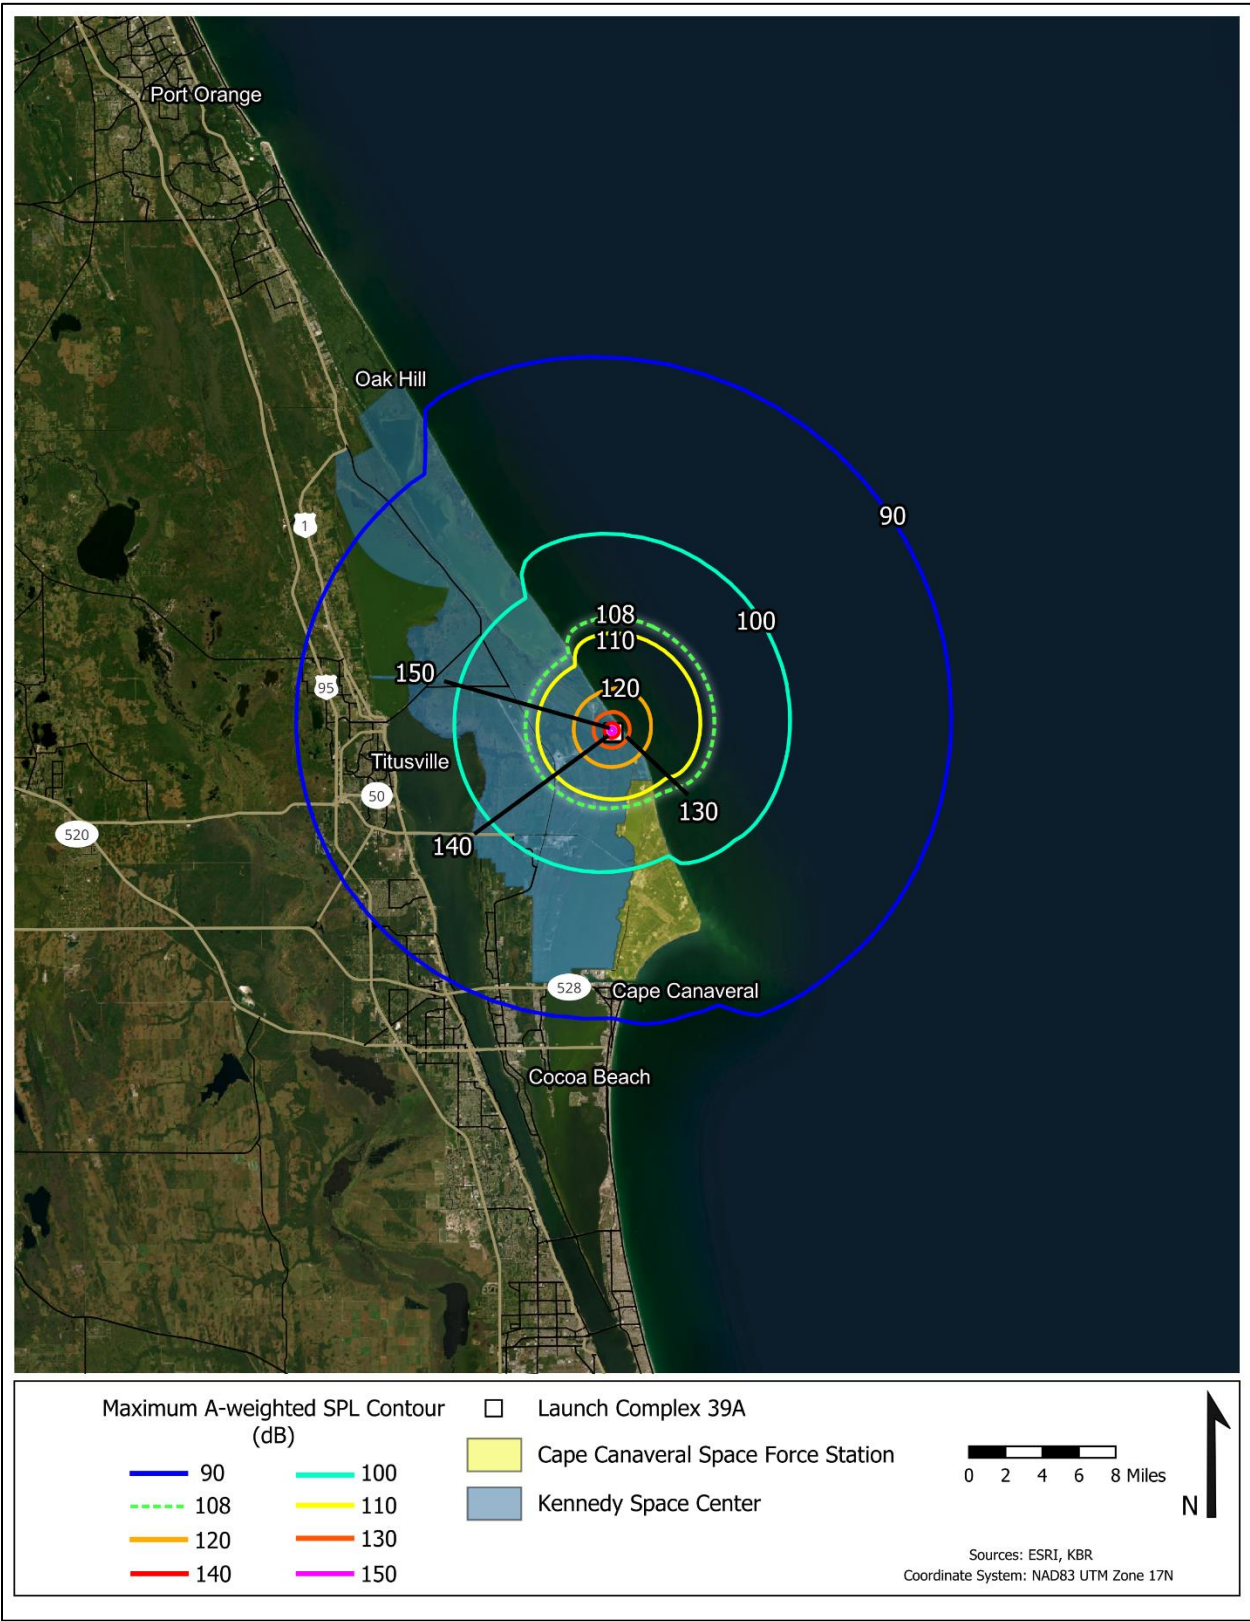 Port Orange
Oak Hill
1
90
108
100
110
150
120
95
Titusville
50
130
520
140
528
Cape Canaveral
Cocoa Beach
Maximum A-weighted SPL Contour
(dB)
90
100
108
110
120
130
140
150
Launch Complex 39A
Cape Canaveral Space Force Station
Kennedy Space Center
0 2 4 6 8 Miles
N
Sources: ESRI, KBR
Coordinate System: NAD83 UTM Zone 17N